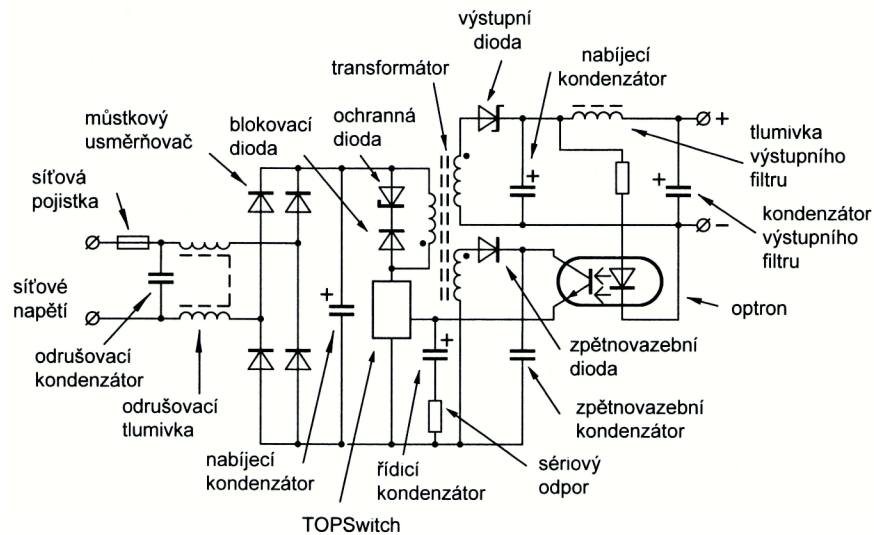 výstupní
dioda
nabíjecí
kondenzátor
transformátor
můstkový
usměrňovač
blokovací
dioda
ochranná
dioda
+
tlumivka
výstupního
filtru
síťová
pojistka
+
+
−
kondenzátor
výstupního
filtru
síťové
napětí
+
+
optron
odrušovací
kondenzátor
zpětnovazební
dioda
odrušovací
tlumivka
zpětnovazební
kondenzátor
nabíjecí
kondenzátor
řídicí
kondenzátor
sériový
odpor
TOPSwitch